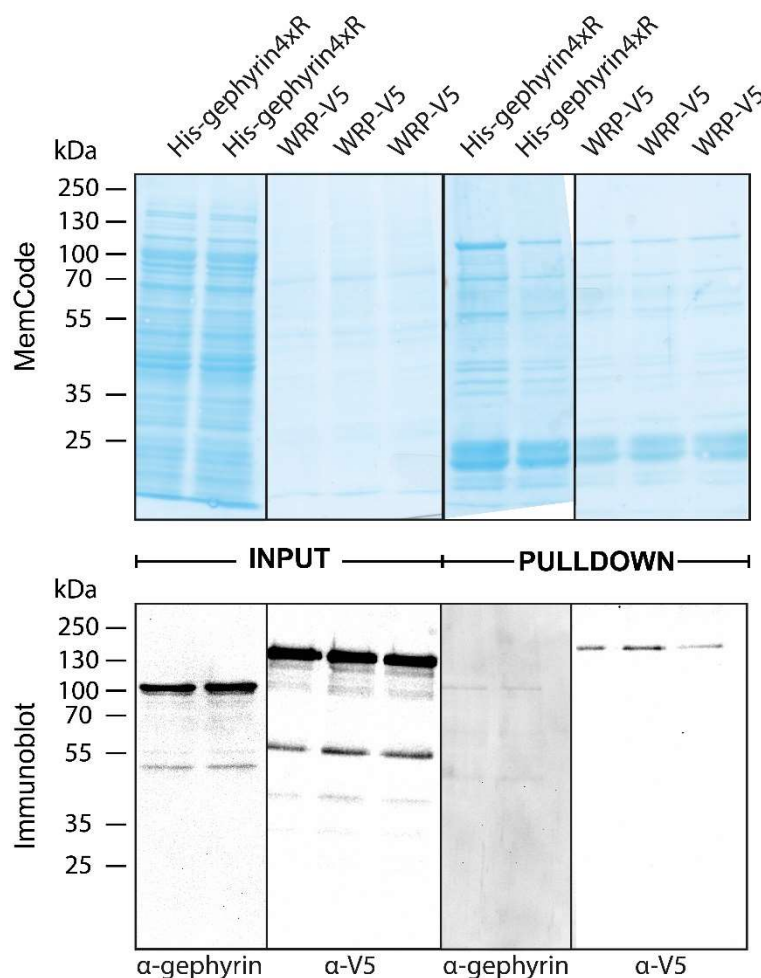 His-gephyrin4xR
His-gephyrin4xR
WRP-V5
WRP-V5
WRP-V5
His-gephyrin4xR
His-gephyrin4xR
WRP-V5
WRP-V5
WRP-V5
kDa
250
130
100
70
55
35
25
MemCode
INPUT
PULLDOWN
kDa
250
130
100
70
55
35
25
Immunoblot
α-gephyrin
α-V5
α-gephyrin
α-V5